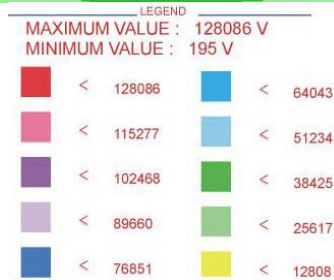 LEGEND
MAXIMUM VALUE : 128086 V
MINIMUM VALUE : 195 V
< 128086 < 64043
< 115277 < 51234
< 102468 < 38425
< 89660 < 25617
< 76851 < 12808